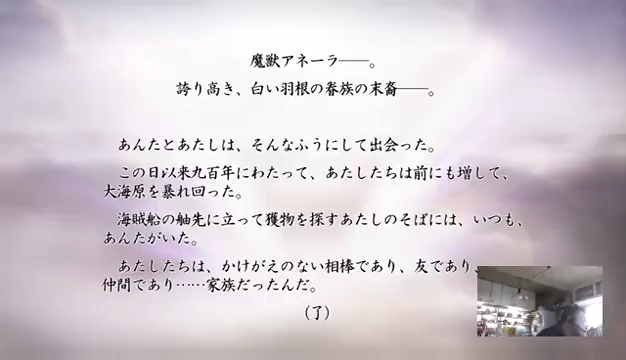 魔獣アネーラ――。
誇り高き、白い羽根の眷族の末裔――。
あんたとあたしは、そんなふうにして出会った。
この日以来九百年にわたって、あたしたちは前にも増して、
大海原を暴れ回った。
海賊船の舳先に立って獲物を探すあたしのそばには、いつも、
あんたがいた。
あたしたちは、かけがえのない相棒であり、友であり、
仲間であり……家族だったんだ。
(了)